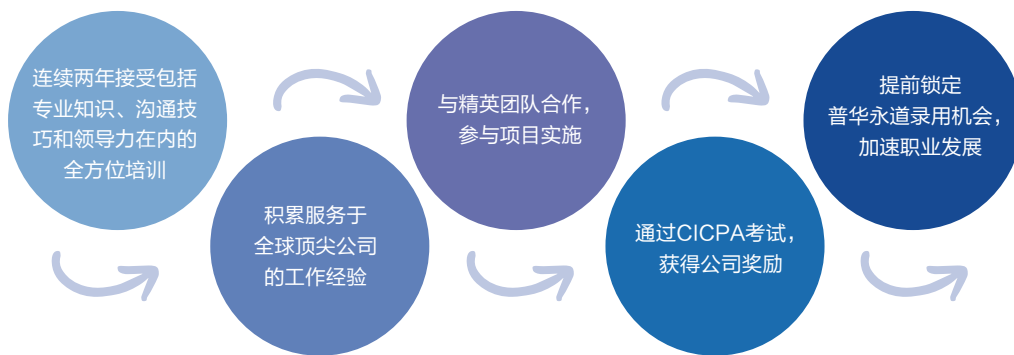 连续两年接受包括
专业知识、沟通技
巧和领导力在内的
全方位培训
积累服务于
全球顶尖公司
的工作经验
与精英团队合作，
参与项目实施
通过CICPA考试，
获得公司奖励
提前锁定
普华永道录用机会，
加速职业发展